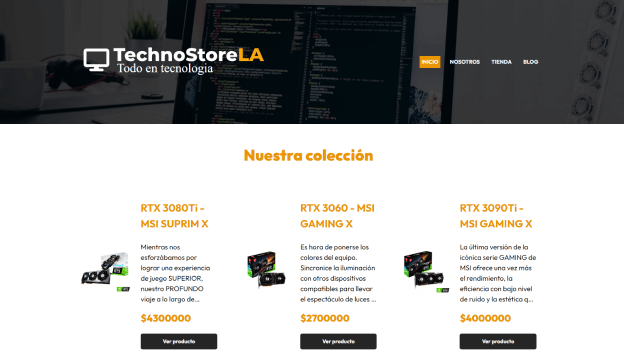 TechnoStoreLA
Todo en tecnología
INICIO
NOSOTROS
TIENDA
BLOG
Nuestra colección
RTX 3080Ti -
MSI SUPRIM X
Mientras nos
esforzábamos por
lograr una experiencia
de juego SUPERIOR,
nuestro PROFUNDO
viaje a lo largo de...
$4300000
Ver producto
RTX 3060 - MSI
GAMING X
Es hora de ponerse los
colores del equipo.
Sincronice la iluminación
con otros dispositivos
compatibles para llevar
el espectáculo de luces ...
$2700000
Ver producto
RTX 3090Ti -
MSI GAMING X
La última versión de la
icónica serie GAMING de
MSI ofrece una vez más
el rendimiento, la
eficiencia con bajo nivel
de ruido y la estética q...
$4000000
Ver producto